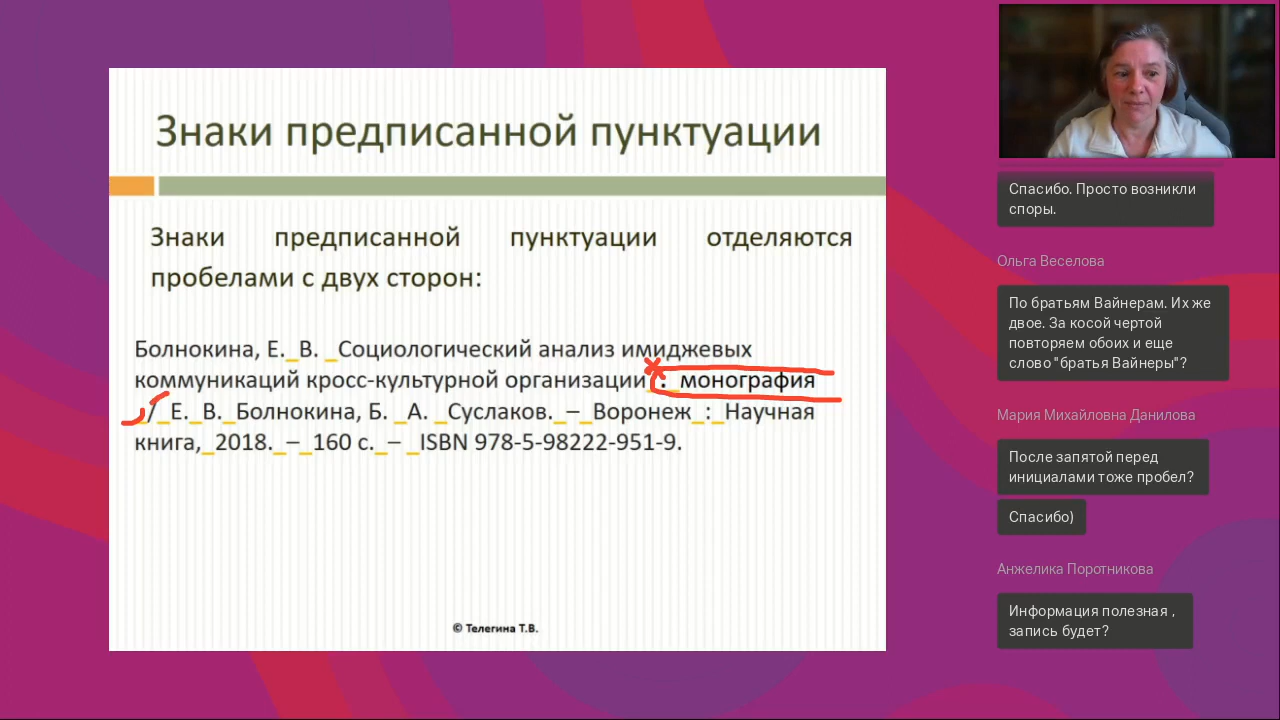 Знаки предписанной пунктуации
Знаки предписанной пунктуации отделяются
пробелами с двух сторон:
Болнокина, Е._В. _Социологический анализ имиджевых
коммуникаций кросс-культурной организации_:_монография
_/_Е._В._Болнокина, Б. _А. _Суслаков._–_Воронеж_:_Научная
книга,_2018._–_160 с._– _ISBN 978-5-98222-951-9.
© Телегина Т.В.
Спасибо. Просто возникли
споры.
Ольга Веселова
По братьям Вайнерам. Их же
двое. За косой чертой
повторяем обоих и еще
слово "братья Вайнеры"?
Мария Михайловна Данилова
После запятой перед
инициалами тоже пробел?
Спасибо)
Анжелика Поротникова
Информация полезная ,
запись будет?